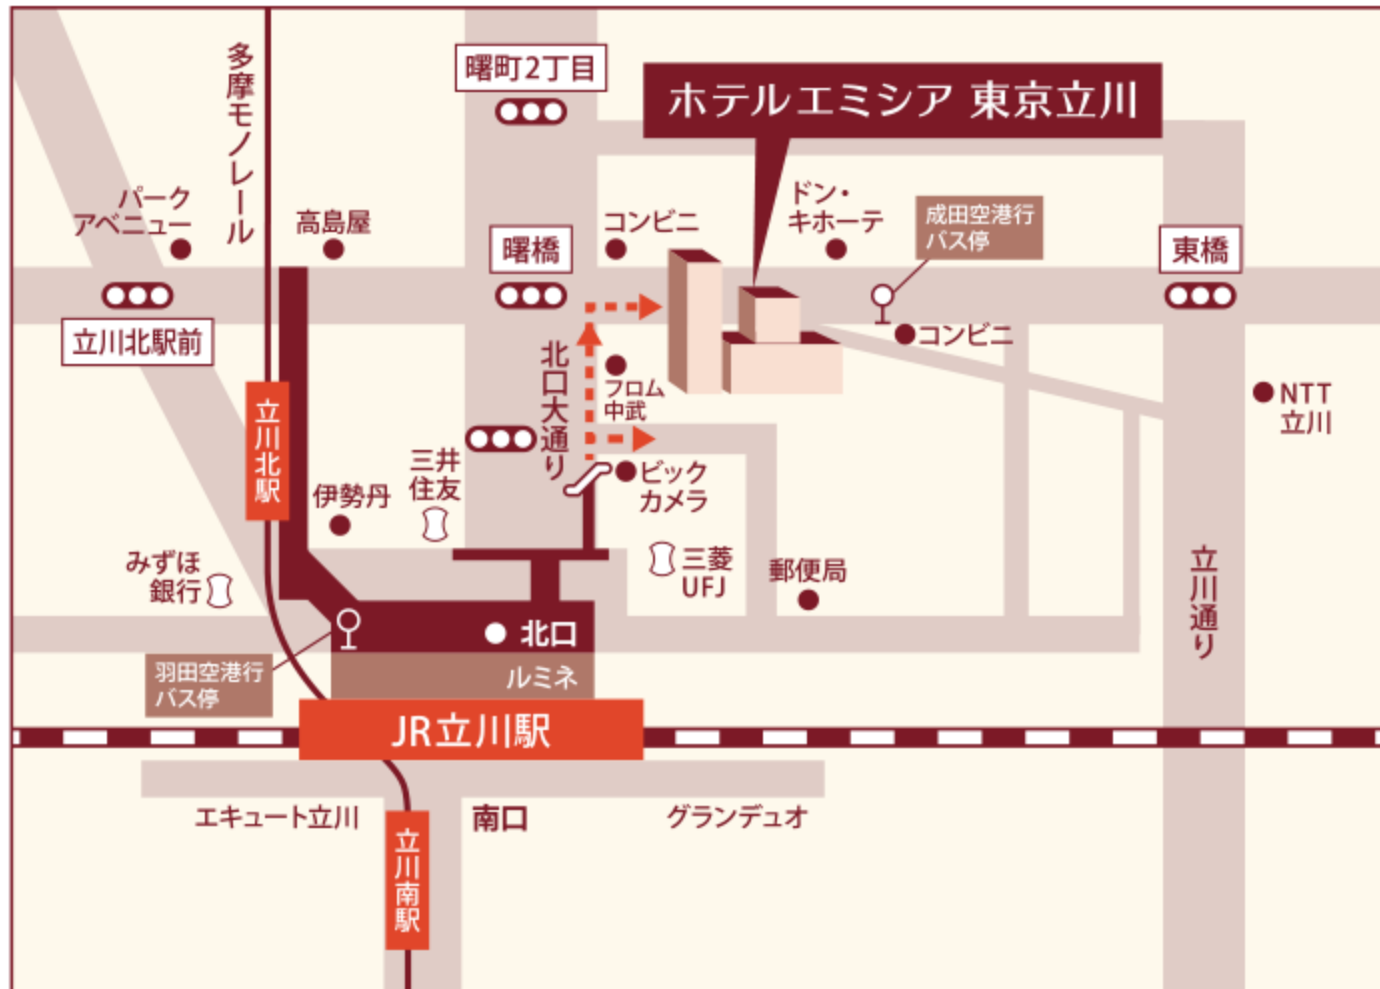 多摩モノレール
曙町2丁目
ホテルエミシア 東京立川
パーク
アベニュー
高島屋
曙橋
コンビニ
ドン・
キホーテ
成田空港行
バス停
東橋
立川北駅前
コンビニ
北口大通り
フロム
中武
NTT
立川
立川北駅
三井
住友
伊勢丹
ビック
カメラ
みずほ
銀行
三菱
UFJ
郵便局
立川通り
北口
羽田空港行
バス停
ルミネ
JR立川駅
エキュート立川
南口
グランデュオ
立川南駅